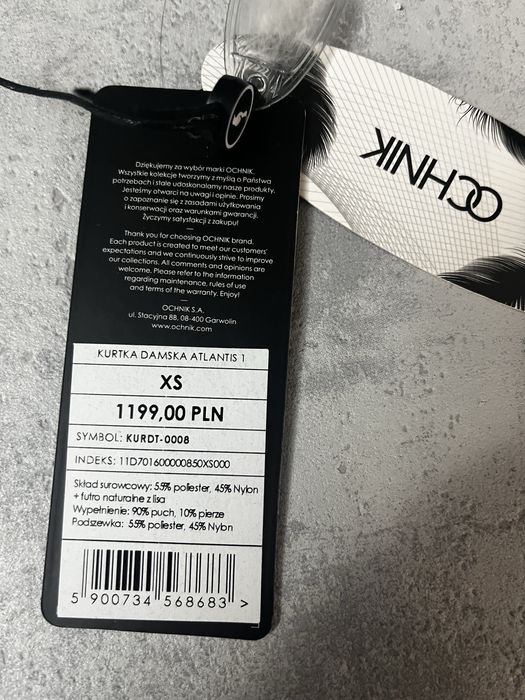 Dziękujemy za wybór marki OCHNIK.
Wszystkie kolekcje tworzymy z myślą o Państwa
potrzebach i stale udoskonalamy nasze produkty.
Jesteśmy otwarci na uwagi i opinie. Prosimy
o zapoznanie się z zasadami użytkowania
i konserwacji oraz warunkami gwarancji.
Życzymy satysfakcji z zakupu!
Thank you for choosing OCHNIK brand.
Each product is created to meet our customers'
expectations and we continuously strive to improve
our collections. All comments and opinions are
welcome. Please refer to the information
regarding maintenance, rules of use
and terms of the warranty. Enjoy!
OCHNIK S.A.
ul. Stacyjna 8B, 08-400 Garwolin
www.ochnik.com
KURTKA DAMSKA ATLANTIS 1
XS
1199,00 PLN
SYMBOL: KURDT-0008
INDEKS: 11D701600000850XS000
Skład surowcowy: 55% poliester, 45% Nylon
+ futro naturalne z lisa
Wypełnienie: 90% puch, 10% pierze
Podszewka: 55% poliester, 45% Nylon
5 900734 568683 >
OCHNIK